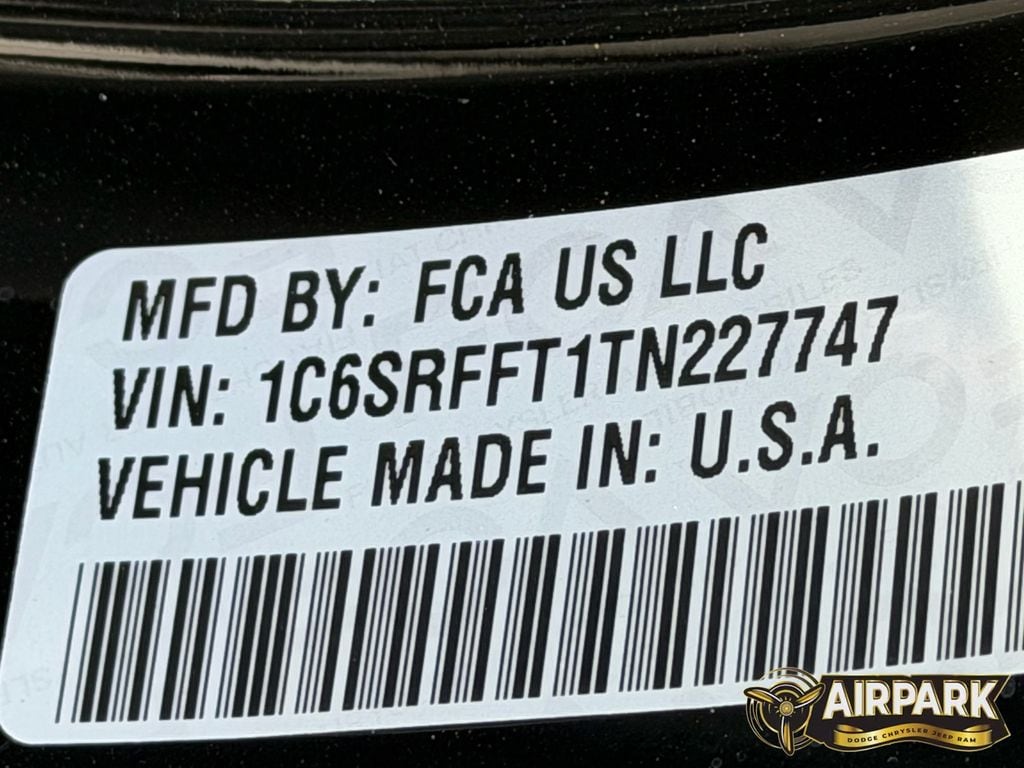 MFD BY: FCA US LLC
VIN: 1C6SRFFT1TN227747
VEHICLE MADE IN: U.S.A.
AIRPARK
DODGE CHRYSLER JEEP RAM